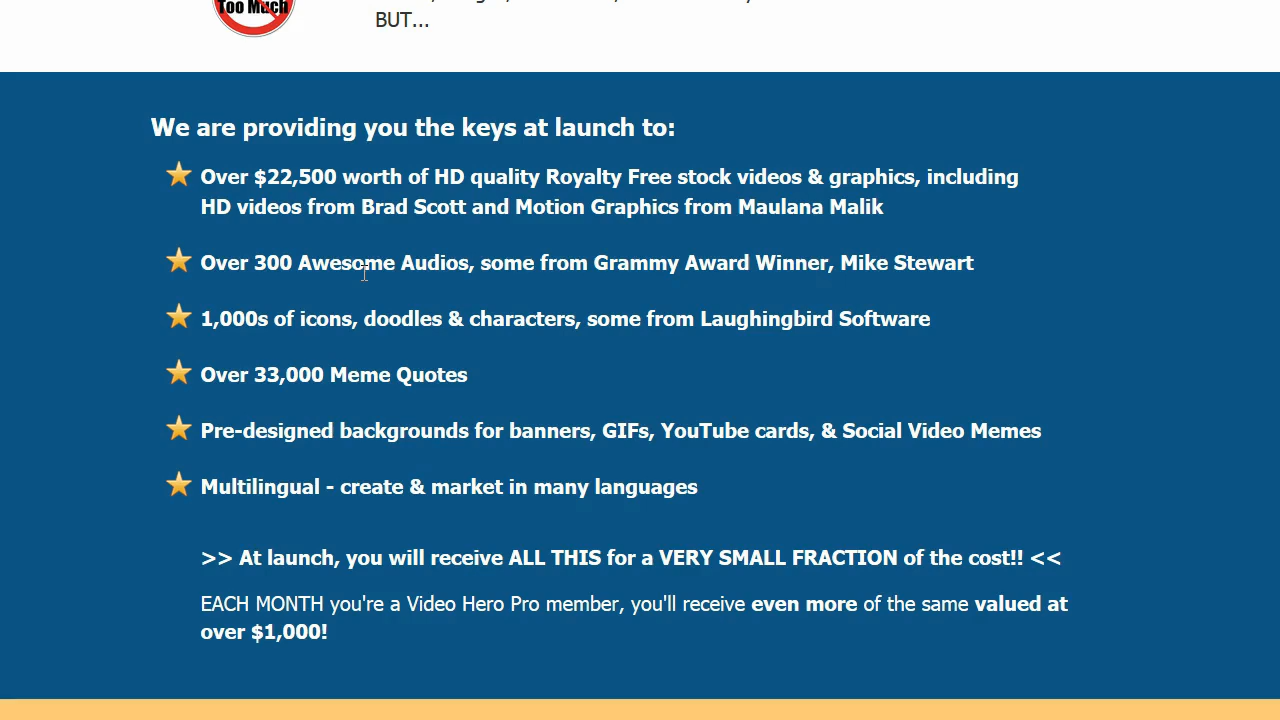 Too Much
BUT...
We are providing you the keys at launch to:
Over $22,500 worth of HD quality Royalty Free stock videos & graphics, including
HD videos from Brad Scott and Motion Graphics from Maulana Malik
Over 300 Awesome Audios, some from Grammy Award Winner, Mike Stewart
1,000s of icons, doodles & characters, some from Laughingbird Software
Over 33,000 Meme Quotes
Pre-designed backgrounds for banners, GIFs, YouTube cards, & Social Video Memes
Multilingual - create & market in many languages
>> At launch, you will receive ALL THIS for a VERY SMALL FRACTION of the cost!! <<
EACH MONTH you're a Video Hero Pro member, you'll receive even more of the same valued at
over $1,000!